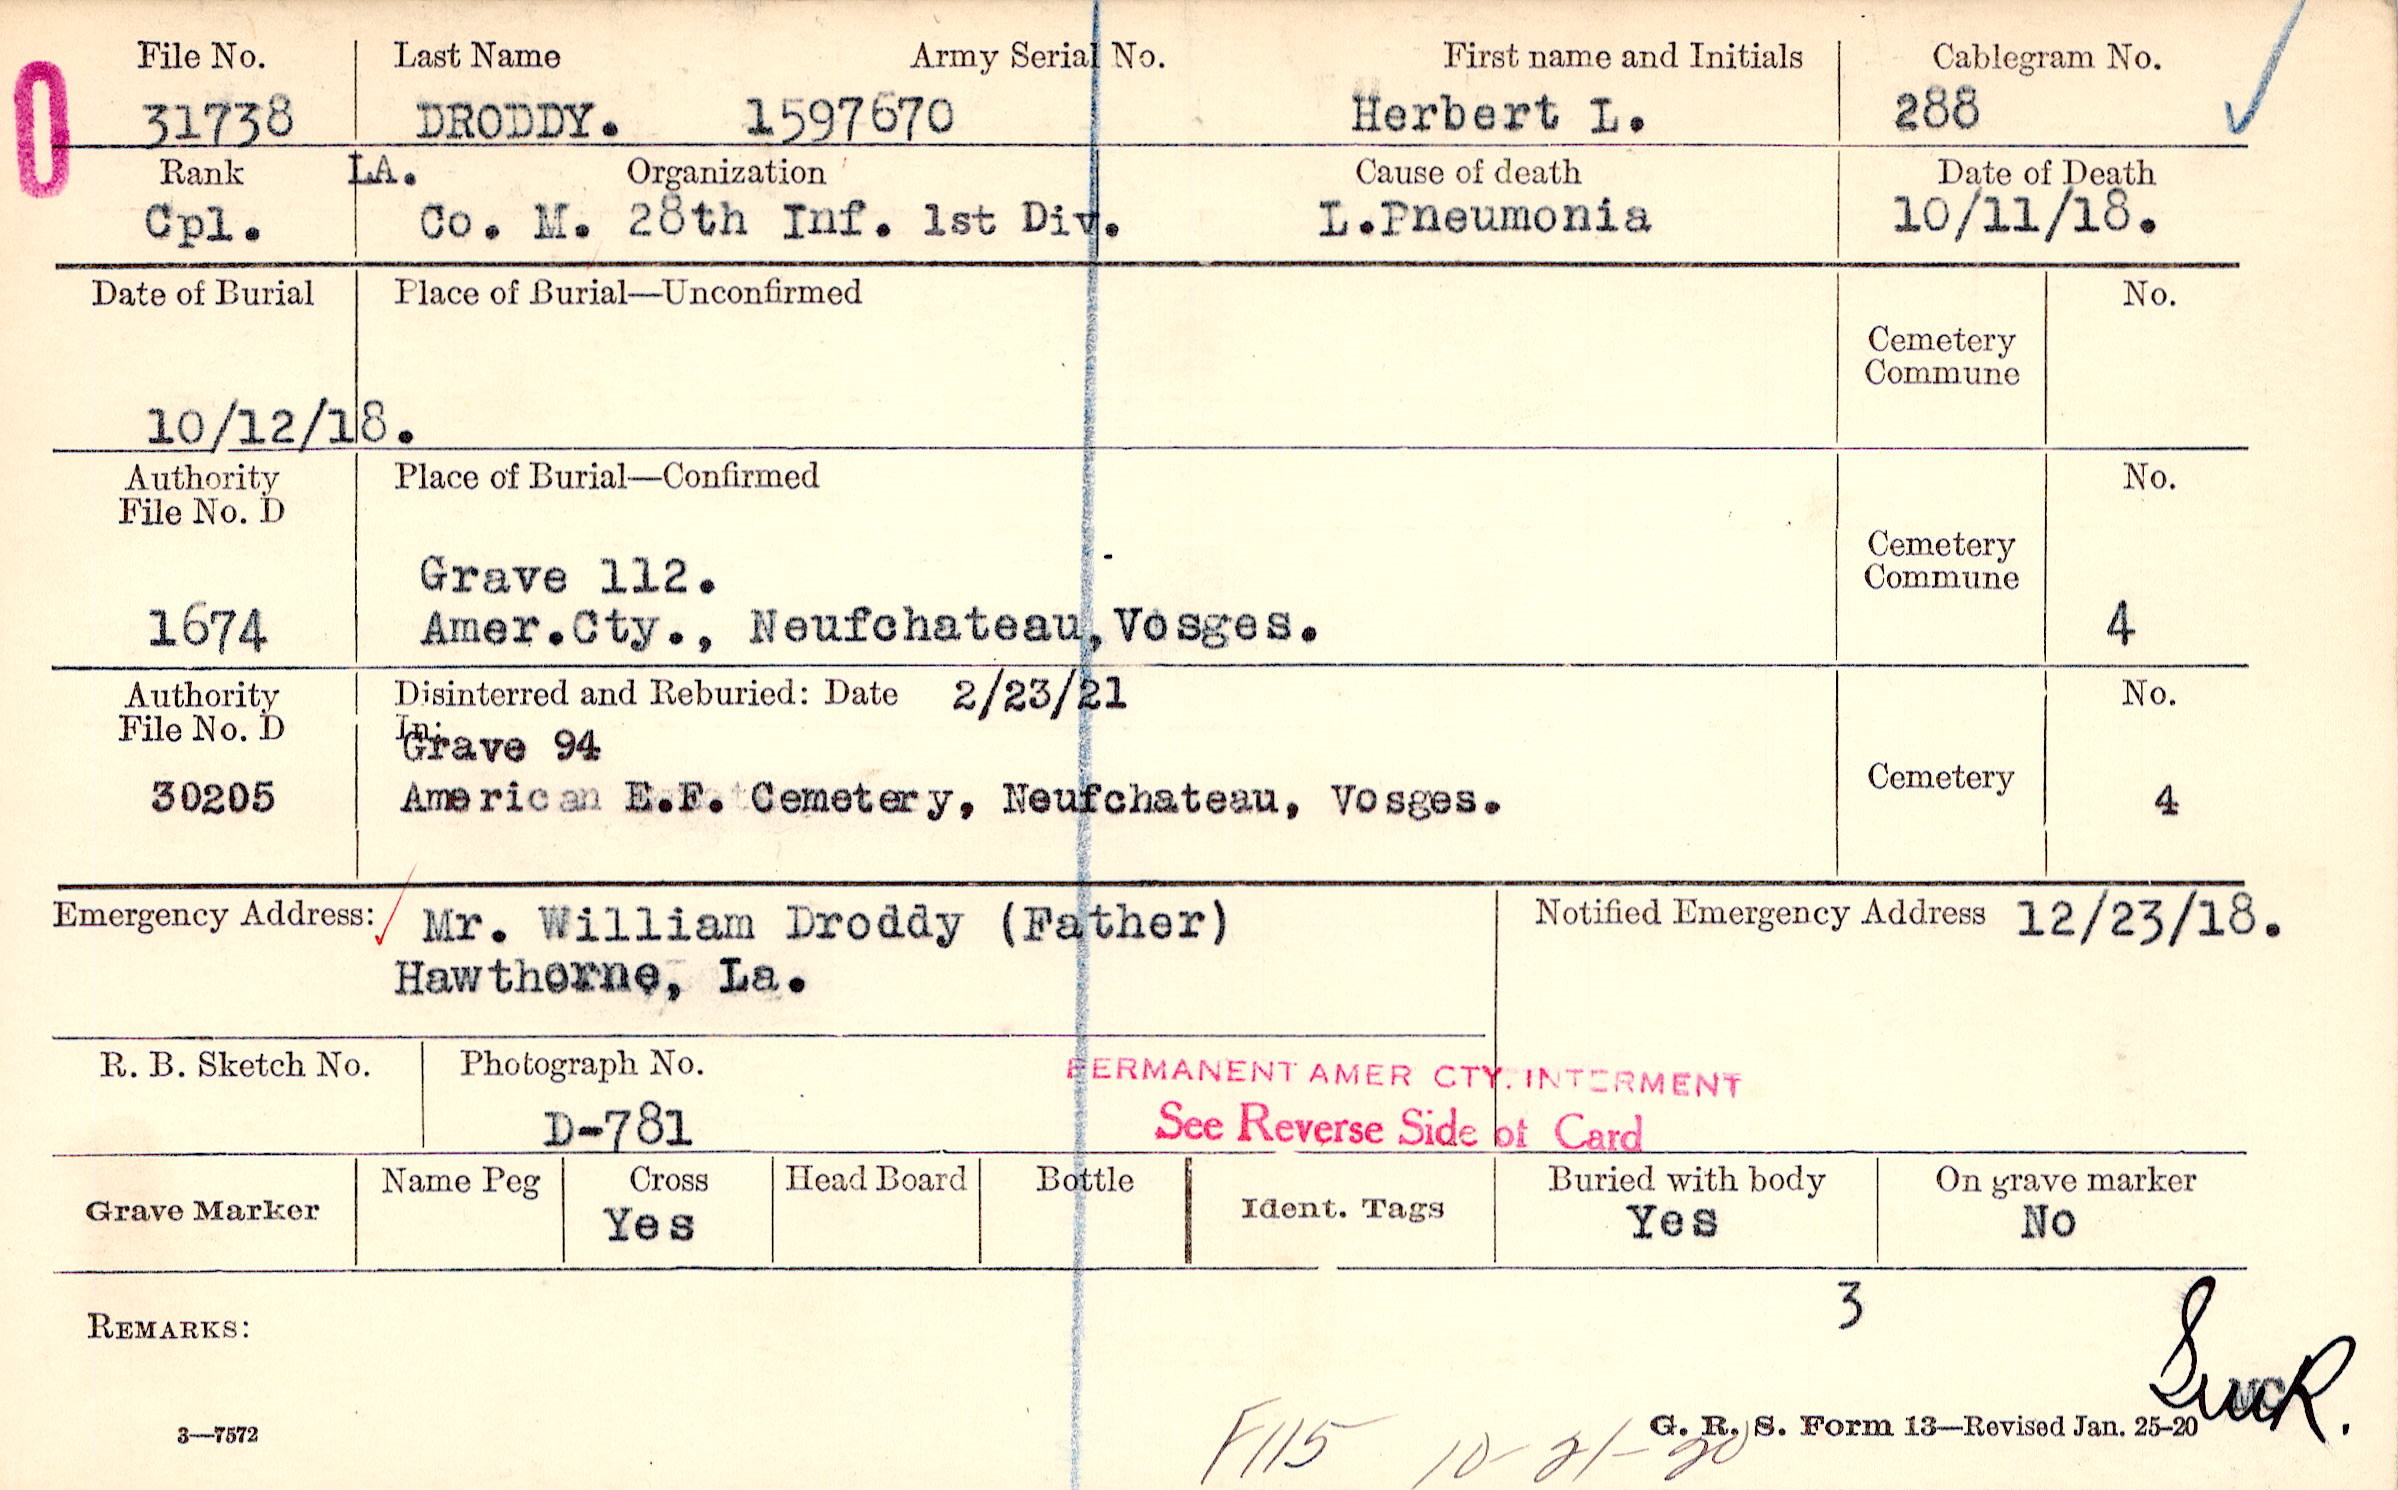 File No. Last Name Army Serial No. First name and Initials Cablegram No.
31738 DRODDY. 1597670 Herbert L. 288
Rank LA. Organization Cause of death Date of Death
Cpl. Co. M. 28th Inf. 1st Div. L.Pneumonia 10/11/18.
Date of Burial Place of Burial—Unconfirmed No.
Cemetery
Commune
10/12/18.
Authority Place of Burial—Confirmed No.
File No. D
Cemetery
Commune
Grave 112.
1674 Amer.Cty., Neufchateau,Vosges. 4
Authority Disinterred and Reburied: Date 2/23/21 No.
File No. D In:
Grave 94
30205 American E.F. Cemetery, Neufchateau, Vosges. Cemetery 4
Emergency Address: Mr. William Droddy (Father) Notified Emergency Address 12/23/18.
Hawthorne, La.
R. B. Sketch No. Photograph No. PERMANENT AMER CTY. INTERMENT
D-781 See Reverse Side of Card
Grave Marker Name Peg Cross Head Board Bottle Ident. Tags Buried with body On grave marker
Yes Yes No
3
REMARKS:
3—7572 F115 10-21-20 G. R. S. Form 13—Revised Jan. 25-20